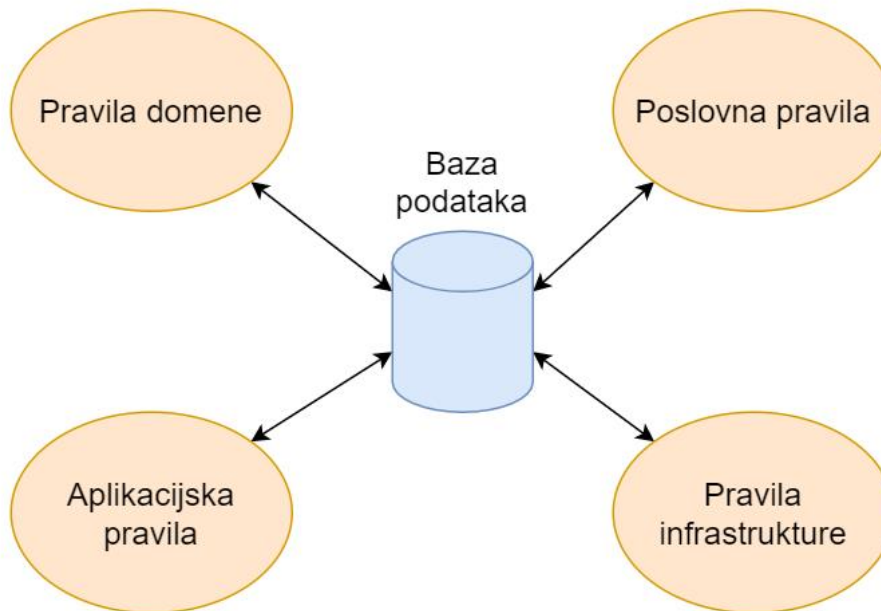 Pravila domene
Poslovna pravila
Baza
podataka
Aplikacijska
pravila
Pravila
infrastrukture